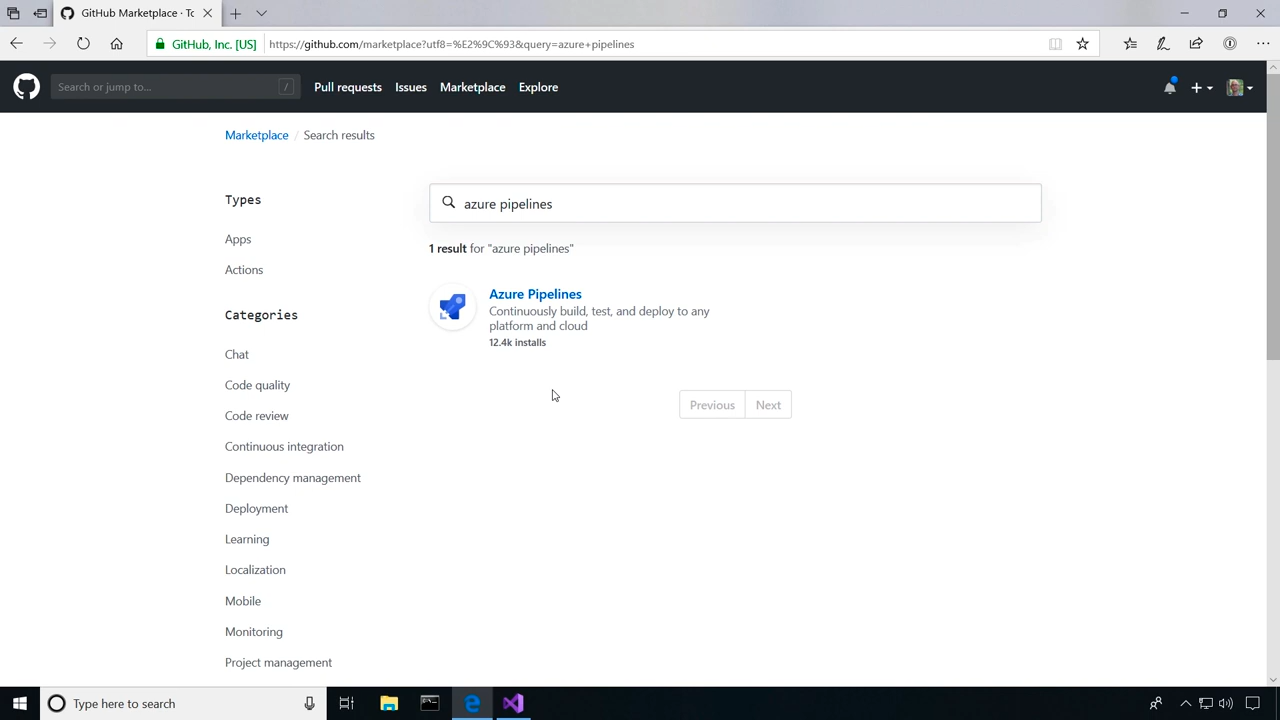 GitHub Marketplace · To
GitHub, Inc. [US]
https://github.com/marketplace?utf8=%E2%9C%93&query=azure+pipelines
Search or jump to...
/
Pull requests
Issues
Marketplace
Explore
Marketplace / Search results
Types
Apps
Actions
Categories
Chat
Code quality
Code review
Continuous integration
Dependency management
Deployment
Learning
Localization
Mobile
Monitoring
Project management
azure pipelines
1 result for "azure pipelines"
Azure Pipelines
Continuously build, test, and deploy to any
platform and cloud
12.4k installs
Previous
Next
Type here to search